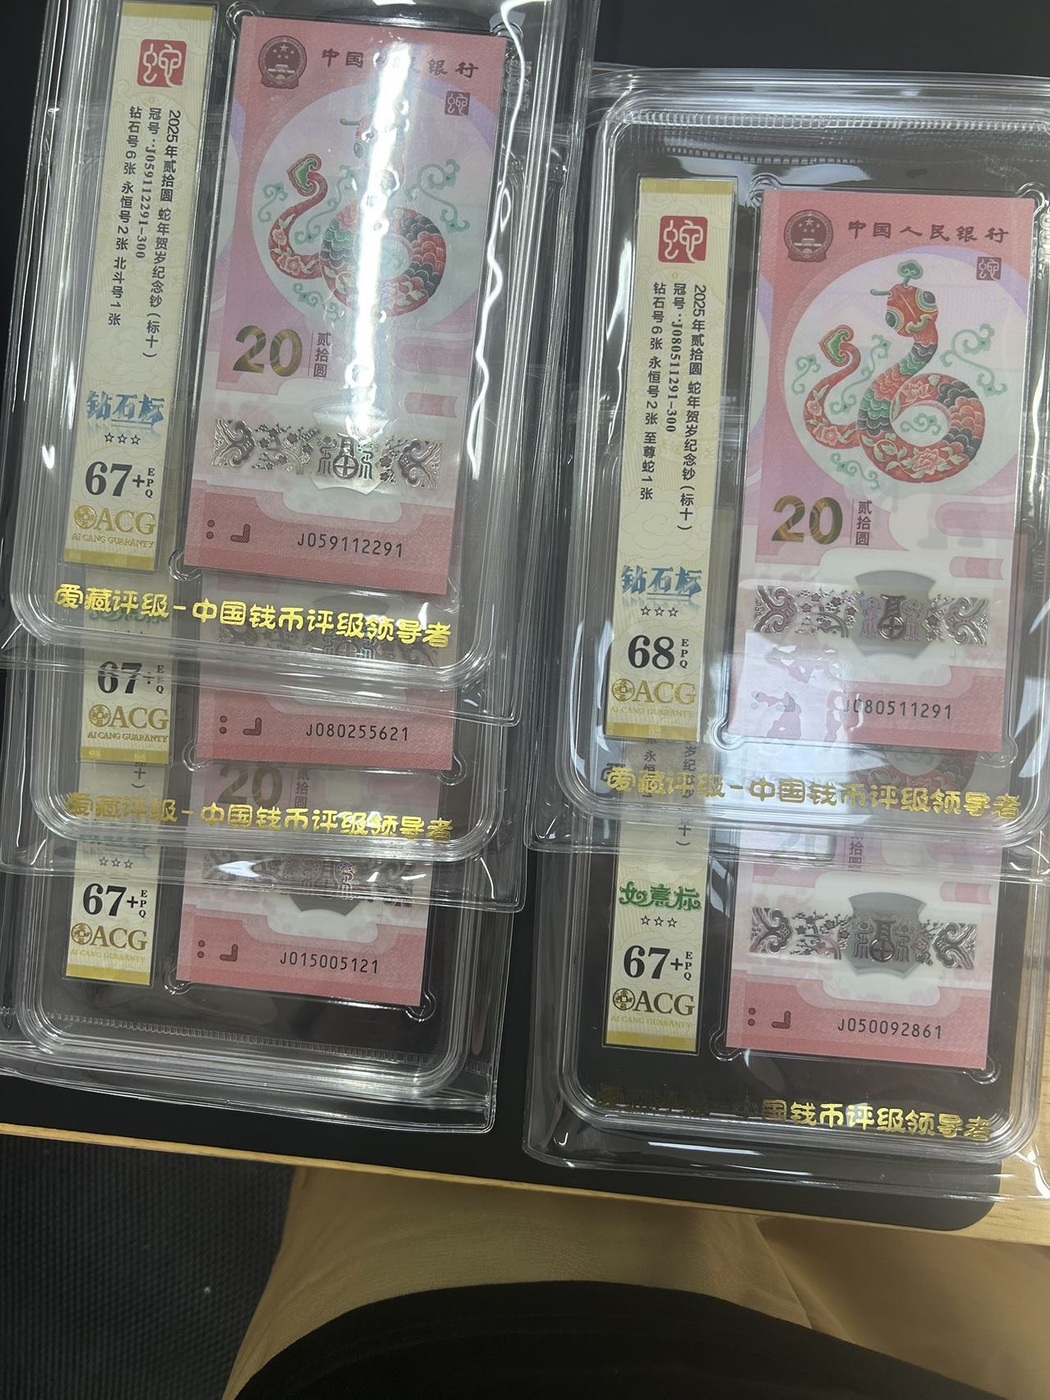 中国人民银行
2025年贰拾圆 蛇年贺岁纪念钞(标十)
冠号:J059112291-300
钻石号6张 永恒号2张 北斗号1张
20
贰拾圆
钻石标
☆☆☆
67+
EPQ
ACG
AI CANG GUARANTY
J059112291
爱藏评级-中国钱币评级领导者
67+
EPQ
ACG
AI CANG GUARANTY
J080255621
爱藏评级-中国钱币评级领导者
20
☆☆☆
67+
EPQ
ACG
AI CANG GUARANTY
J015005121
中国人民银行
2025年贰拾圆 蛇年贺岁纪念钞(标十)
冠号:J080511291-300
钻石号6张 永恒号2张 至尊蛇1张
20
贰拾圆
福
钻石标
☆☆☆
68
EPQ
ACG
AI CANG GUARANTY
J080511291
爱藏评级-中国钱币评级领导者
拾圆
如意标
☆☆☆☆
福
67+
EPQ
ACG
AI CANG GUARANTY
J050092861
中国钱币评级领导者